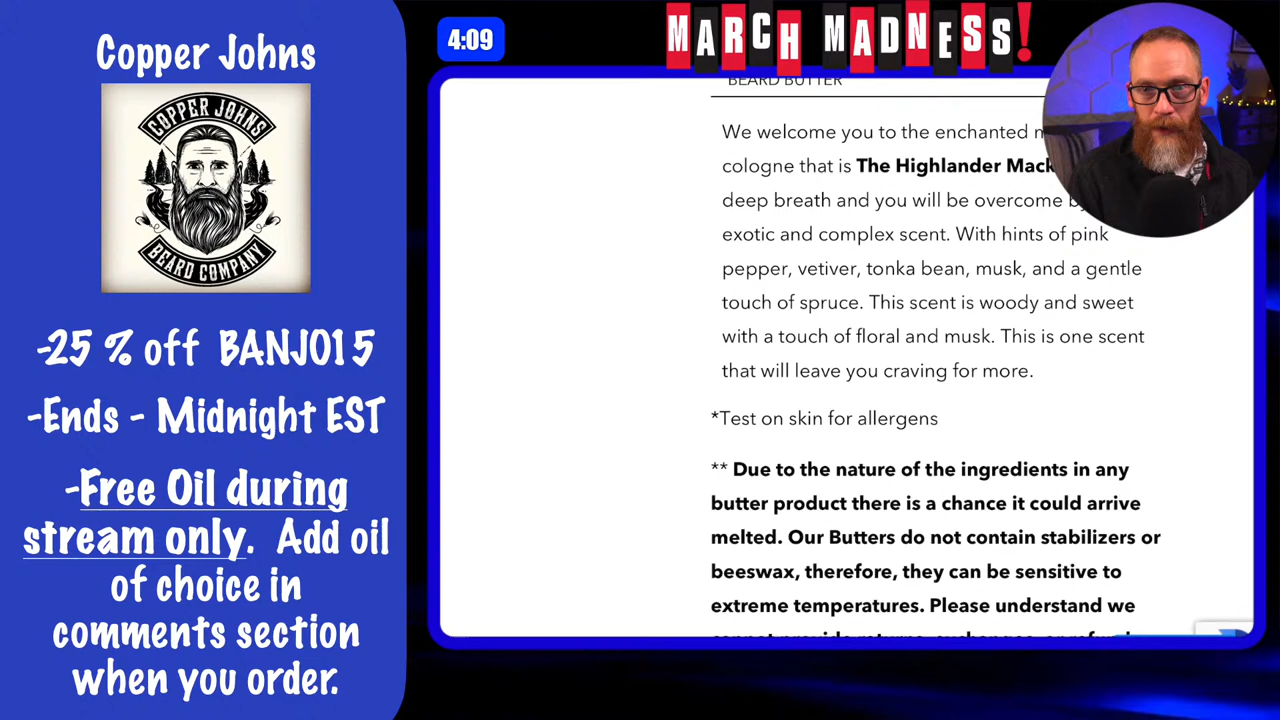 Copper Johns
COPPER JOHNS
BEARD COMPANY
-25 % off BANJO15
-Ends - Midnight EST
-Free Oil during
stream only. Add oil
of choice in
comments section
when you order.
4:09
MARCH MADNESS!
BEARD BUTTER
We welcome you to the enchanted
cologne that is The Highlander
deep breath and you will be overcome
exotic and complex scent. With hints of pink
pepper, vetiver, tonka bean, musk, and a gentle
touch of spruce. This scent is woody and sweet
with a touch of floral and musk. This is one scent
that will leave you craving for more.
*Test on skin for allergens
** Due to the nature of the ingredients in any
butter product there is a chance it could arrive
melted. Our Butters do not contain stabilizers or
beeswax, therefore, they can be sensitive to
extreme temperatures. Please understand we